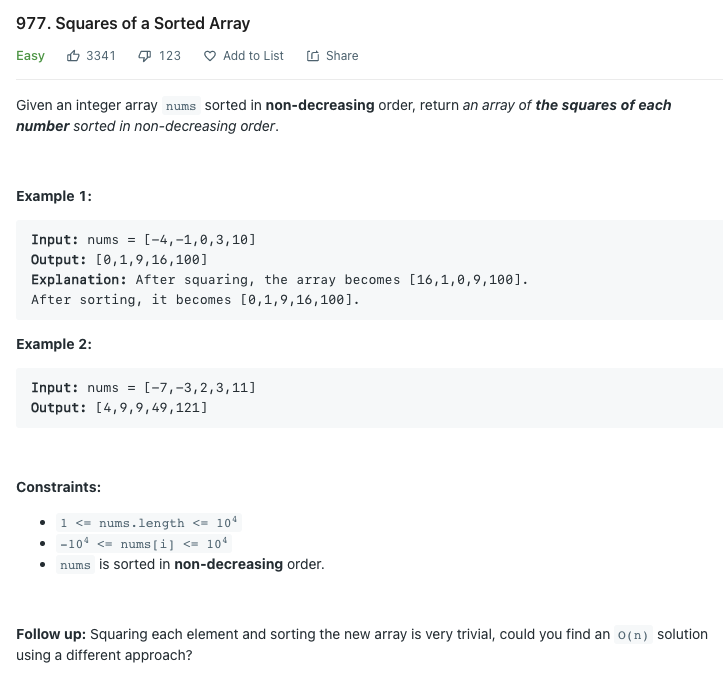 977. Squares of a Sorted Array
Easy 3341 123 Add to List Share
Given an integer array nums sorted in non-decreasing order, return an array of the squares of each
number sorted in non-decreasing order.
Example 1:
Input: nums = [-4,-1,0,3,10]
Output: [0,1,9,16,100]
Explanation: After squaring, the array becomes [16,1,0,9,100].
After sorting, it becomes [0,1,9,16,100].
Example 2:
Input: nums = [-7,-3,2,3,11]
Output: [4,9,9,49,121]
Constraints:
• 1 <= nums.length <= 10⁴
• -10⁴ <= nums[i] <= 10⁴
• nums is sorted in non-decreasing order.
Follow up: Squaring each element and sorting the new array is very trivial, could you find an O(n) solution
using a different approach?